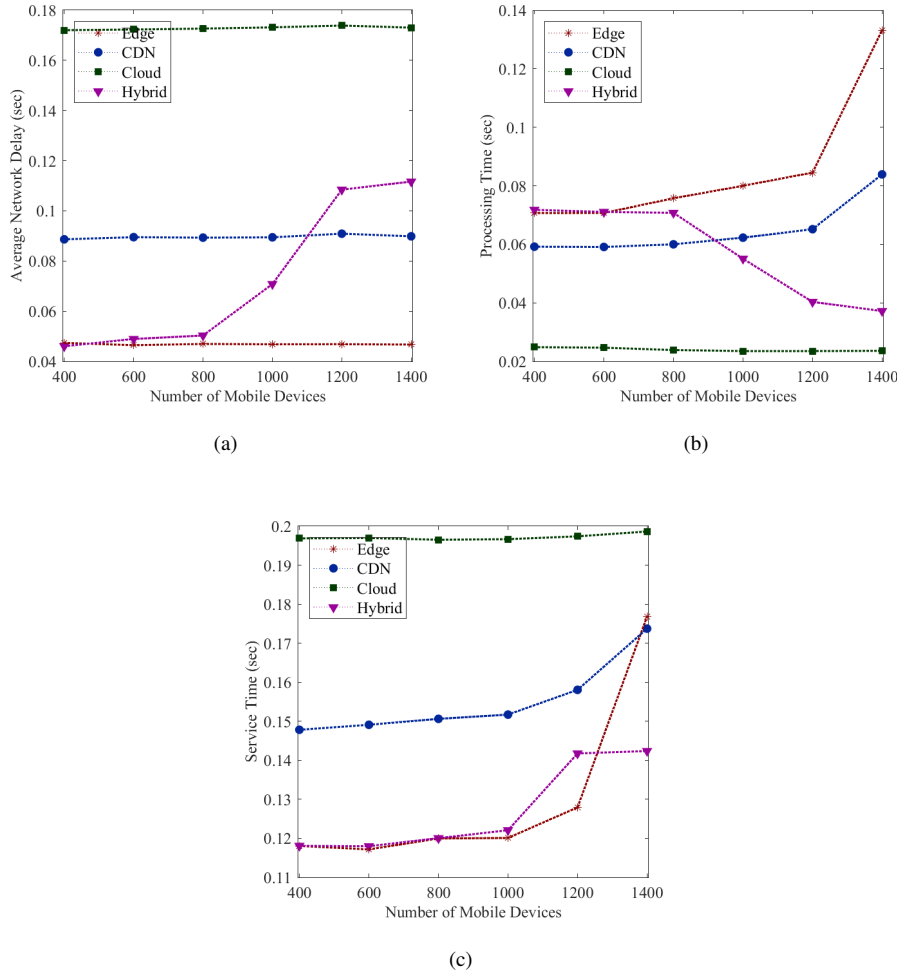 0.18
0.16
0.14
0.12
0.1
0.08
0.06
0.04
Average Network Delay (sec)
Edge
CDN
Cloud
Hybrid
400 600 800 1000 1200 1400
Number of Mobile Devices
(a)
0.14
0.12
0.1
0.08
0.06
0.04
0.02
Processing Time (sec)
Edge
CDN
Cloud
Hybrid
400 600 800 1000 1200 1400
Number of Mobile Devices
(b)
0.2
0.19
0.18
0.17
0.16
0.15
0.14
0.13
0.12
0.11
Service Time (sec)
Edge
CDN
Cloud
Hybrid
400 600 800 1000 1200 1400
Number of Mobile Devices
(c)